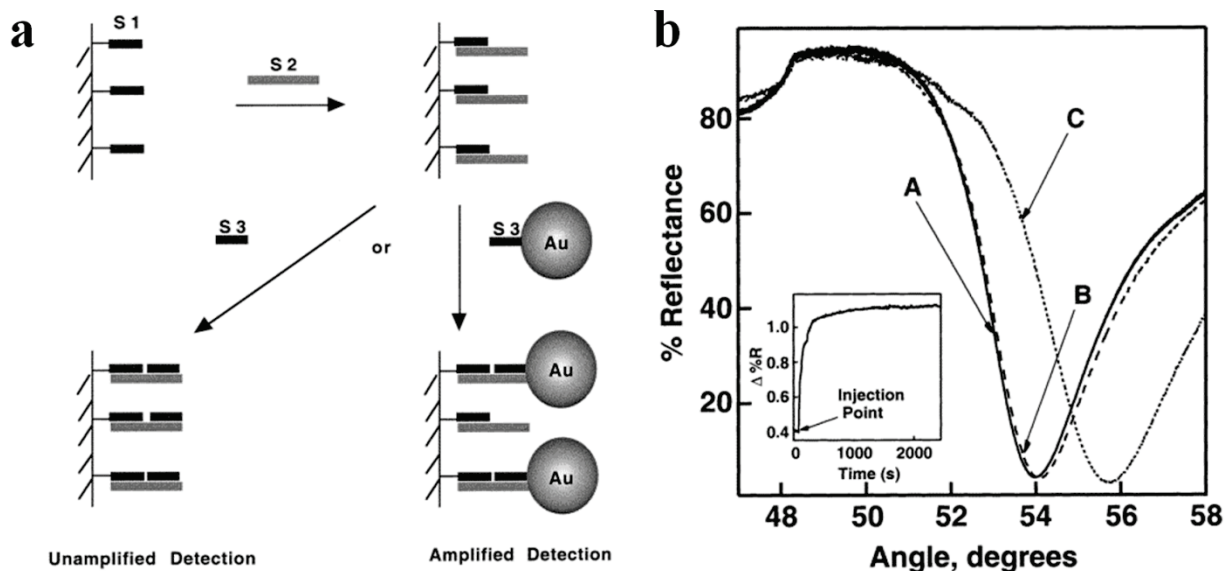 a
S 1
S 2
S 3
or
S 3
Au
Au
Au
Unamplified Detection
Amplified Detection
b
% Reflectance
80
60
40
20
A
B
C
Δ %R
1.0
0.8
0.6
0.4
Injection
Point
0
1000
2000
Time (s)
48
50
52
54
56
58
Angle, degrees